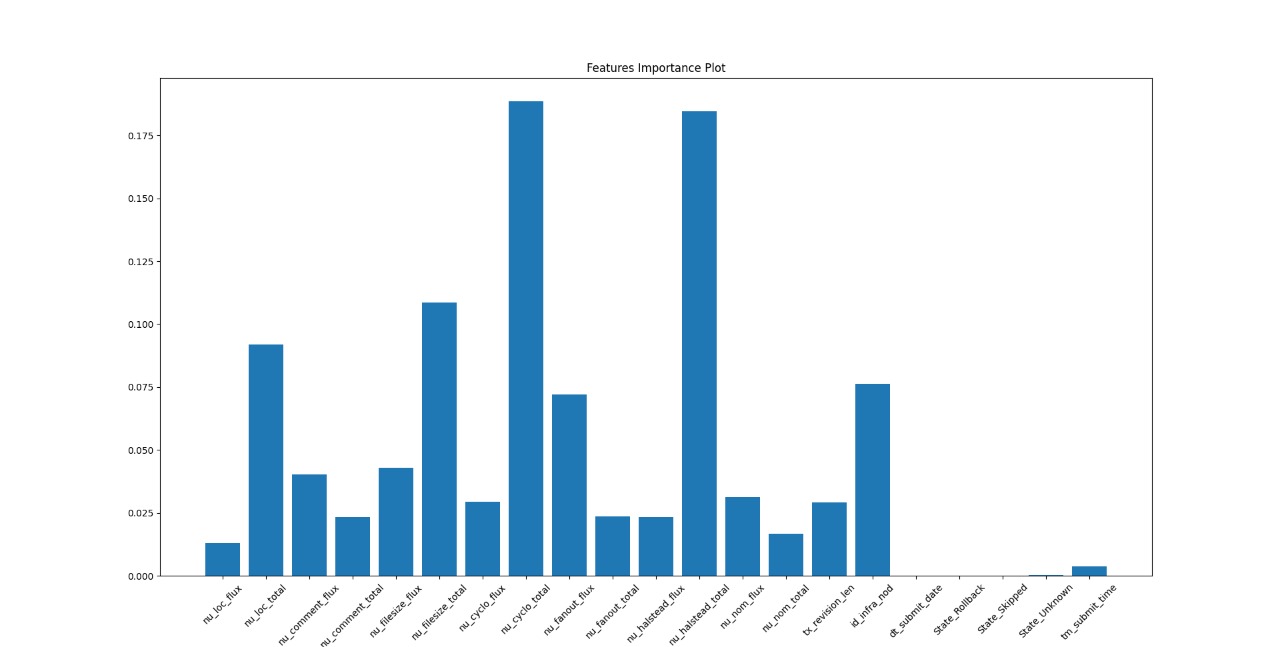 Features Importance Plot
0.175
0.150
0.125
0.100
0.075
0.050
0.025
0.000
nu_loc_flux
nu_loc_total
nu_comment_flux
nu_comment_total
nu_filesize_flux
nu_filesize_total
nu_cyclo_flux
nu_cyclo_total
nu_fanout_flux
nu_fanout_total
nu_halstead_flux
nu_halstead_total
nu_nom_flux
nu_nom_total
tx_revision_len
id_infra_nod
dt_submit_date
State_Rollback
State_Skipped
State_Unknown
tm_submit_time